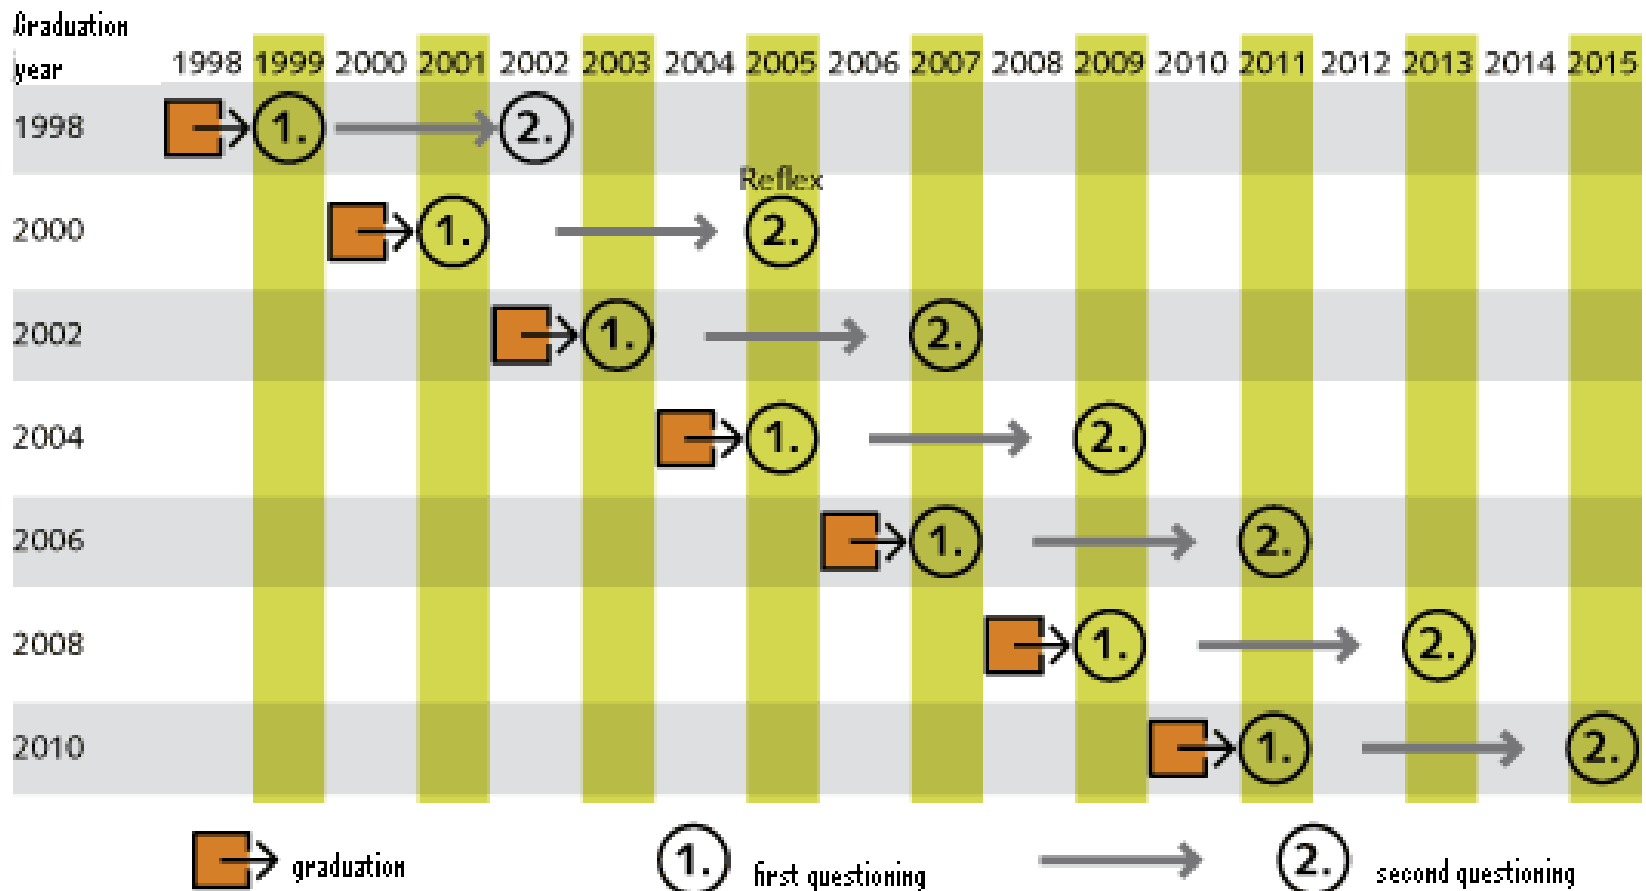 Graduation
year 1998 1999 2000 2001 2002 2003 2004 2005 2006 2007 2008 2009 2010 2011 2012 2013 2014 2015
1998 1. 2.
Reflex
2000 1. 2.
2002 1. 2.
2004 1. 2.
2006 1. 2.
2008 1. 2.
2010 1. 2.
graduation 1. first questioning 2. second questioning